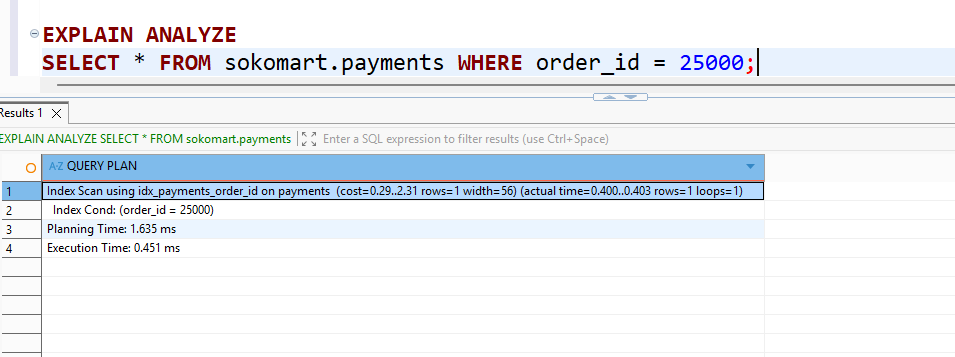 EXPLAIN ANALYZE
SELECT * FROM sokomart.payments WHERE order_id = 25000;
Results 1
EXPLAIN ANALYZE SELECT * FROM sokomart.payments
Enter a SQL expression to filter results (use Ctrl+Space)
A-Z QUERY PLAN
1 Index Scan using idx_payments_order_id on payments (cost=0.29..2.31 rows=1 width=56) (actual time=0.400..0.403 rows=1 loops=1)
2 Index Cond: (order_id = 25000)
3 Planning Time: 1.635 ms
4 Execution Time: 0.451 ms